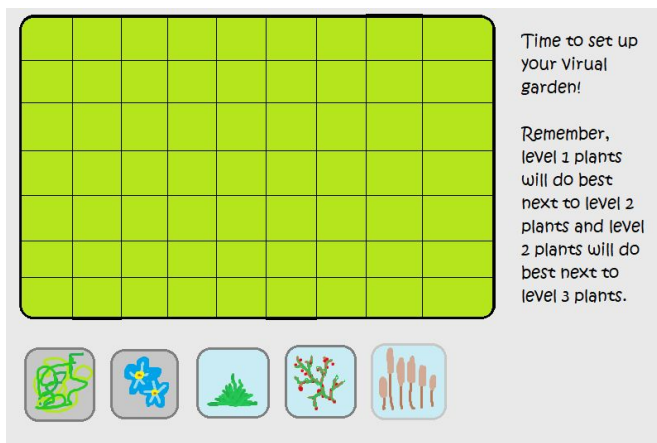 Time to set up
your Virual
garden!
Remember,
level 1 plants
will do best
next to level 2
plants and level
2 plants will do
best next to
level 3 plants.